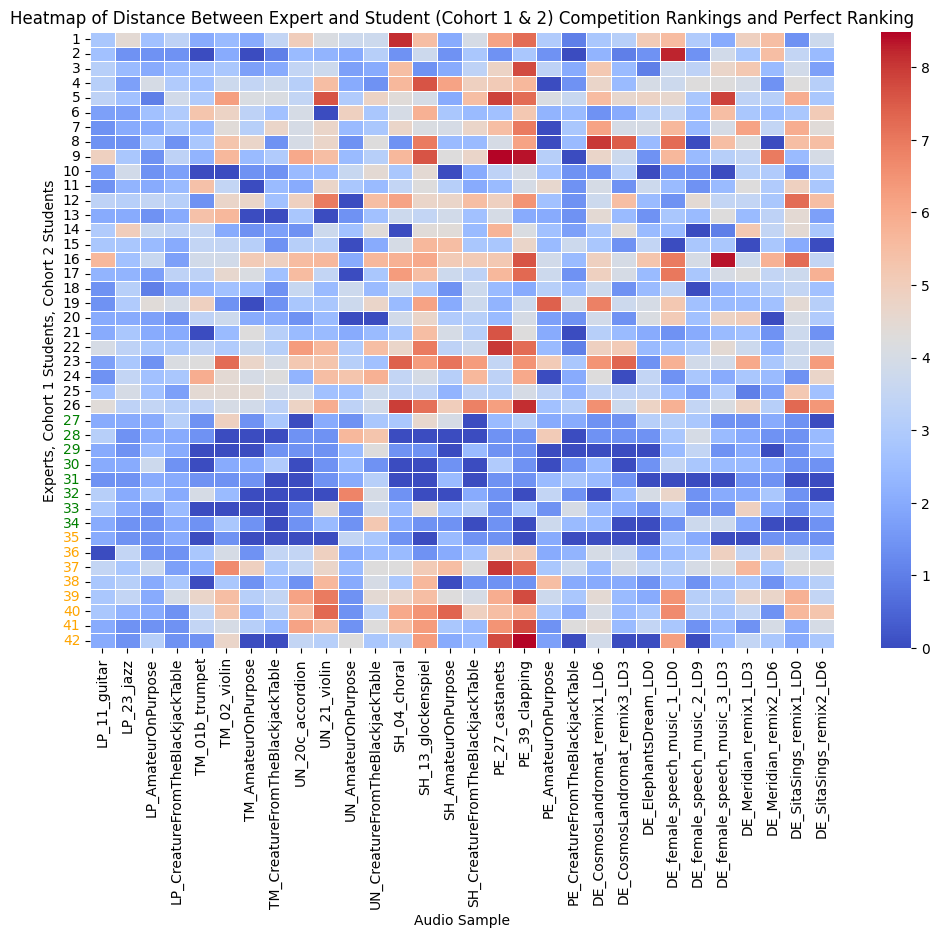 Heatmap of Distance Between Expert and Student (Cohort 1 & 2) Competition Rankings and Perfect Ranking
Experts, Cohort 1 Students, Cohort 2 Students
1
2
3
4
5
6
7
8
9
10
11
12
13
14
15
16
17
18
19
20
21
22
23
24
25
26
27
28
29
30
31
32
33
34
35
36
37
38
39
40
41
42
LP_11_guitar
LP_23_jazz
LP_AmateurOnPurpose
LP_CreatureFromTheBlackjackTable
TM_01b_trumpet
TM_02_violin
TM_AmateurOnPurpose
TM_CreatureFromTheBlackjackTable
UN_20c_accordion
UN_21_violin
UN_AmateurOnPurpose
UN_CreatureFromTheBlackjackTable
SH_04_choral
SH_13_glockenspiel
SH_AmateurOnPurpose
SH_CreatureFromTheBlackjackTable
PE_27_castanets
PE_39_clapping
PE_AmateurOnPurpose
PE_CreatureFromTheBlackjackTable
DE_CosmosLandromat_remix1_LD6
DE_CosmosLandromat_remix3_LD3
DE_ElephantsDream_LD0
DE_female_speech_music_1_LD0
DE_female_speech_music_2_LD9
DE_female_speech_music_3_LD3
DE_Meridian_remix1_LD3
DE_Meridian_remix2_LD6
DE_SitaSings_remix1_LD0
DE_SitaSings_remix2_LD6
Audio Sample
8
7
6
5
4
3
2
1
0